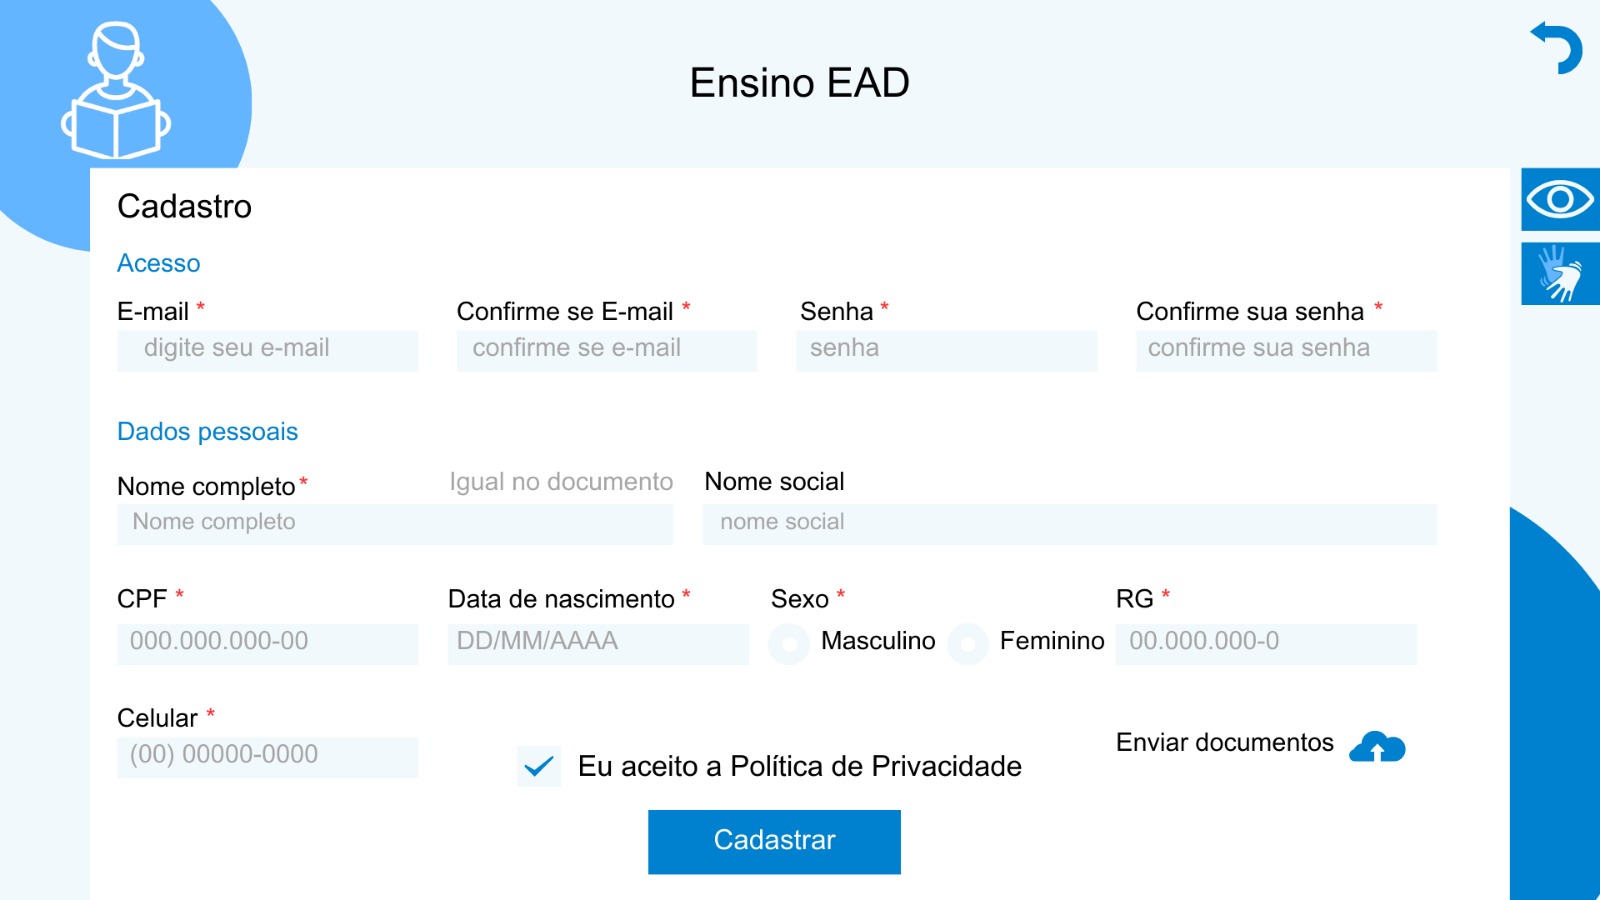 Ensino EAD
Cadastro
Acesso
E-mail * Confirme se E-mail * Senha * Confirme sua senha *
digite seu e-mail confirme se e-mail senha confirme sua senha
Dados pessoais
Nome completo* Igual no documento Nome social
Nome completo nome social
CPF * Data de nascimento * Sexo * RG *
000.000.000-00 DD/MM/AAAA Masculino Feminino 00.000.000-0
Celular * Enviar documentos
(00) 00000-0000 Eu aceito a Política de Privacidade
Cadastrar